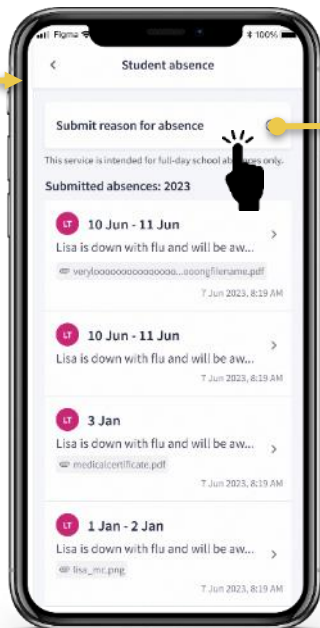 Figma
100%
Student absence
Submit reason for absence
This service is intended for full-day school absences only.
Submitted absences: 2023
LT
10 Jun - 11 Jun
Lisa is down with flu and will be aw...
7 Jun 2023, 8:19 AM
LT
10 Jun - 11 Jun
Lisa is down with flu and will be aw...
7 Jun 2023, 8:19 AM
LT
3 Jan
Lisa is down with flu and will be aw...
medicalcertificate.pdf
7 Jun 2023, 8:19 AM
LT
1 Jan - 2 Jan
Lisa is down with flu and will be aw...
7 Jun 2023, 8:19 AM